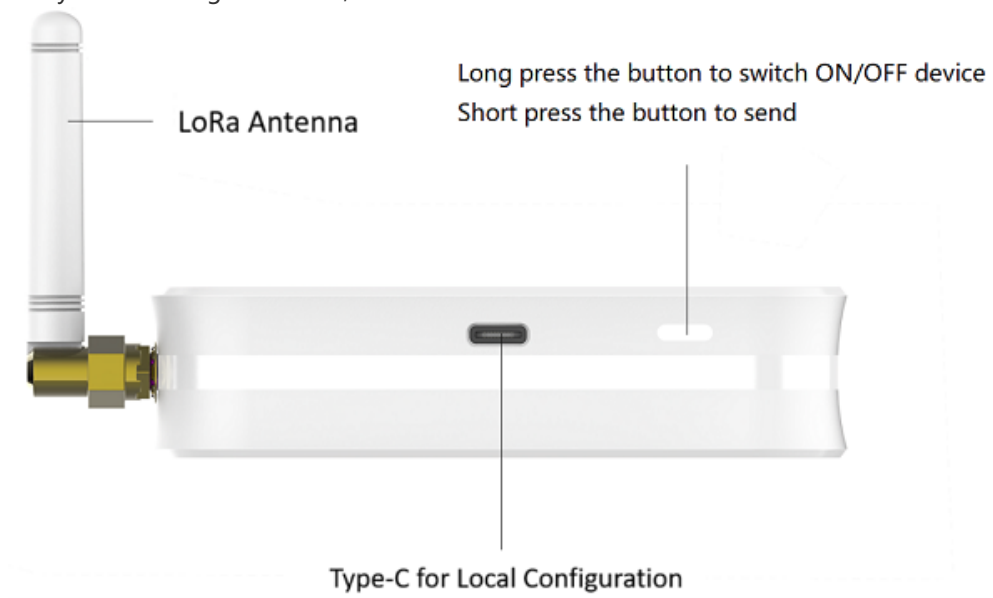 Long press the button to switch ON/OFF device
Short press the button to send
LoRa Antenna
Type-C for Local Configuration